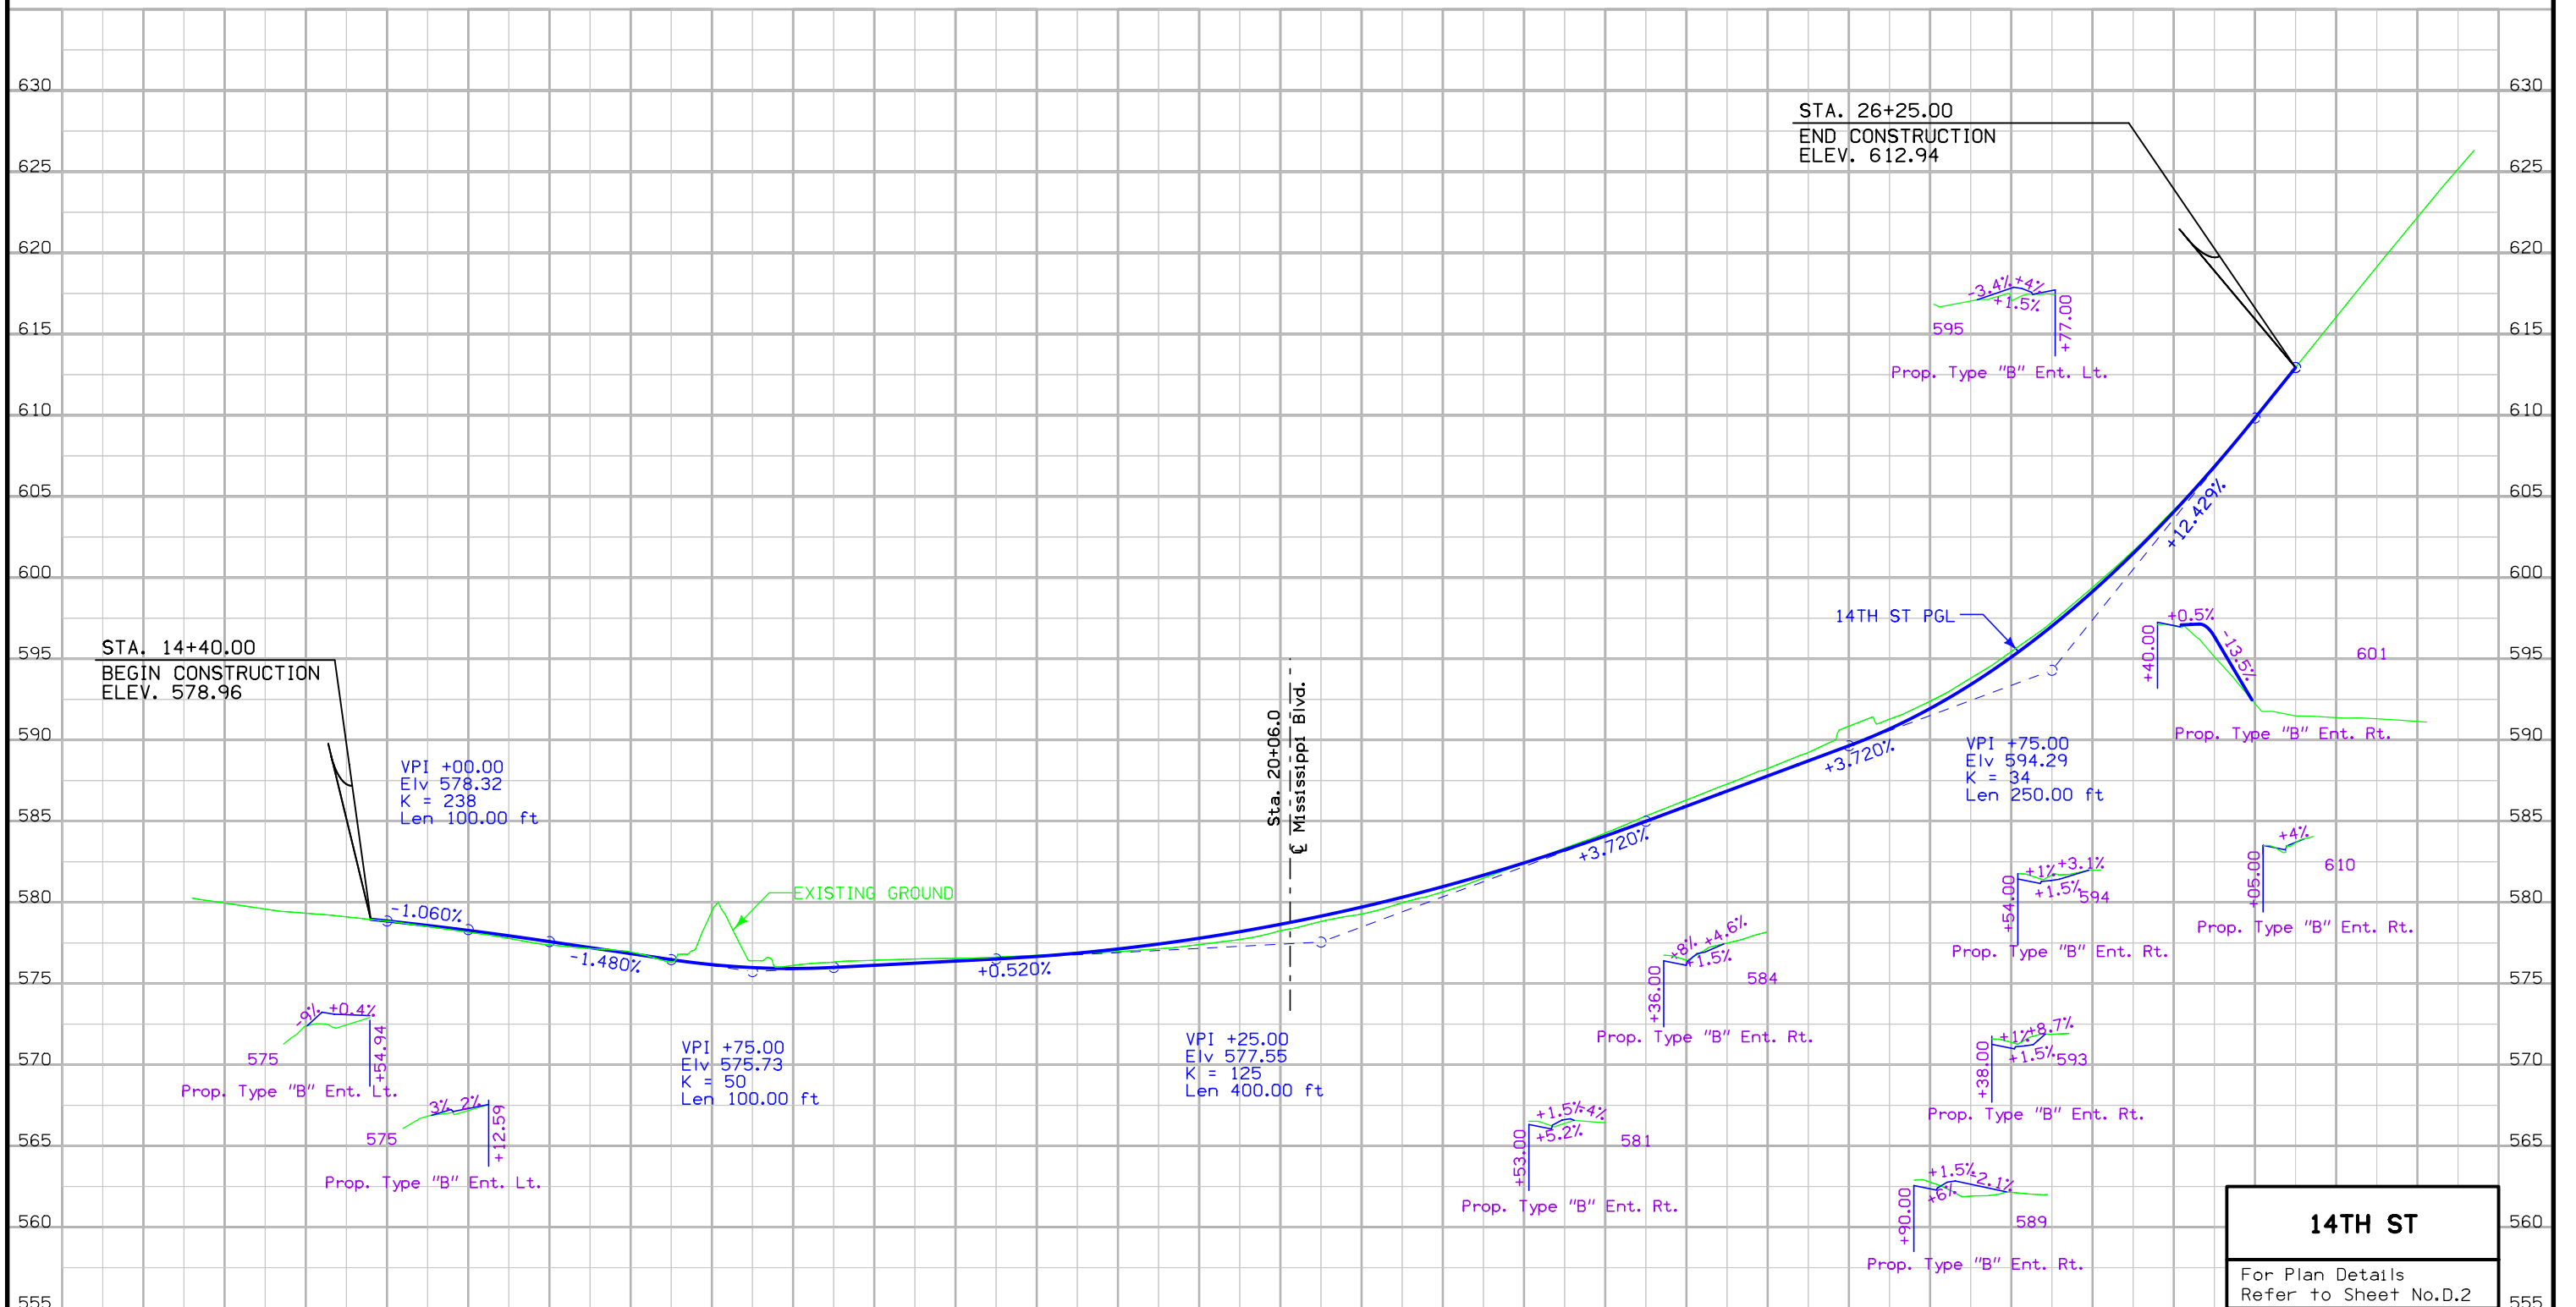 630
625
620
615
610
605
600
595
590
585
580
575
570
565
560
555
STA. 14+40.00
BEGIN CONSTRUCTION
ELEV. 578.96
VPI +00.00
Elv 578.32
K = 238
Len 100.00 ft
-1.060%
-1.480%
EXISTING GROUND
+0.520%
-9% +0.4%
575
+54.94
Prop. Type "B" Ent. Lt.
3% 2%
575
+12.59
Prop. Type "B" Ent. Lt.
VPI +75.00
Elv 575.73
K = 50
Len 100.00 ft
Sta. 20+06.0
℄ Mississippi Blvd.
VPI +25.00
Elv 577.55
K = 125
Len 400.00 ft
+3.720%
+3.720%
STA. 26+25.00
END CONSTRUCTION
ELEV. 612.94
-3.4% +4%
+1.5%
595
+77.00
Prop. Type "B" Ent. Lt.
14TH ST PGL
+12.429%
VPI +75.00
Elv 594.29
K = 34
Len 250.00 ft
+0.5%
-13.5%
+40.00
601
Prop. Type "B" Ent. Rt.
+4%
+05.00
610
Prop. Type "B" Ent. Rt.
+1% +3.1%
+1.5%
+54.00
594
Prop. Type "B" Ent. Rt.
+8% +4.6%
+1.5%
+36.00
584
Prop. Type "B" Ent. Rt.
+1% +8.7%
+1.5%
+38.00
593
Prop. Type "B" Ent. Rt.
+1.5% -4%
+5.2%
+53.00
581
Prop. Type "B" Ent. Rt.
+1.5% -2.1%
+6%
+90.00
589
Prop. Type "B" Ent. Rt.
630
625
620
615
610
605
600
595
590
585
580
575
570
565
560
555
14TH ST
For Plan Details
Refer to Sheet No.D.2